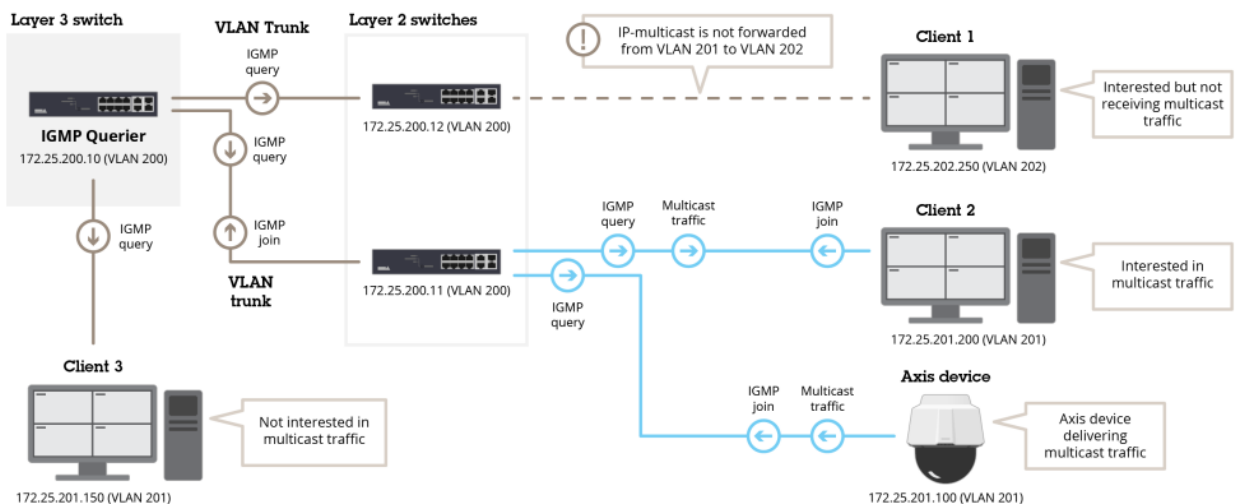 Layer 3 switch
VLAN Trunk
Layer 2 switches
IGMP
query
IP-multicast is not forwarded
from VLAN 201 to VLAN 202
Client 1
IGMP Querier
172.25.200.10 (VLAN 200)
172.25.200.12 (VLAN 200)
Interested but not
receiving multicast
traffic
172.25.202.250 (VLAN 202)
IGMP
query
IGMP
query
IGMP
join
VLAN
trunk
172.25.200.11 (VLAN 200)
IGMP
query
Multicast
traffic
IGMP
join
IGMP
query
Client 2
Interested in
multicast traffic
172.25.201.200 (VLAN 201)
Client 3
Not interested in
multicast traffic
172.25.201.150 (VLAN 201)
IGMP
join
Multicast
traffic
Axis device
Axis device
delivering
multicast traffic
172.25.201.100 (VLAN 201)